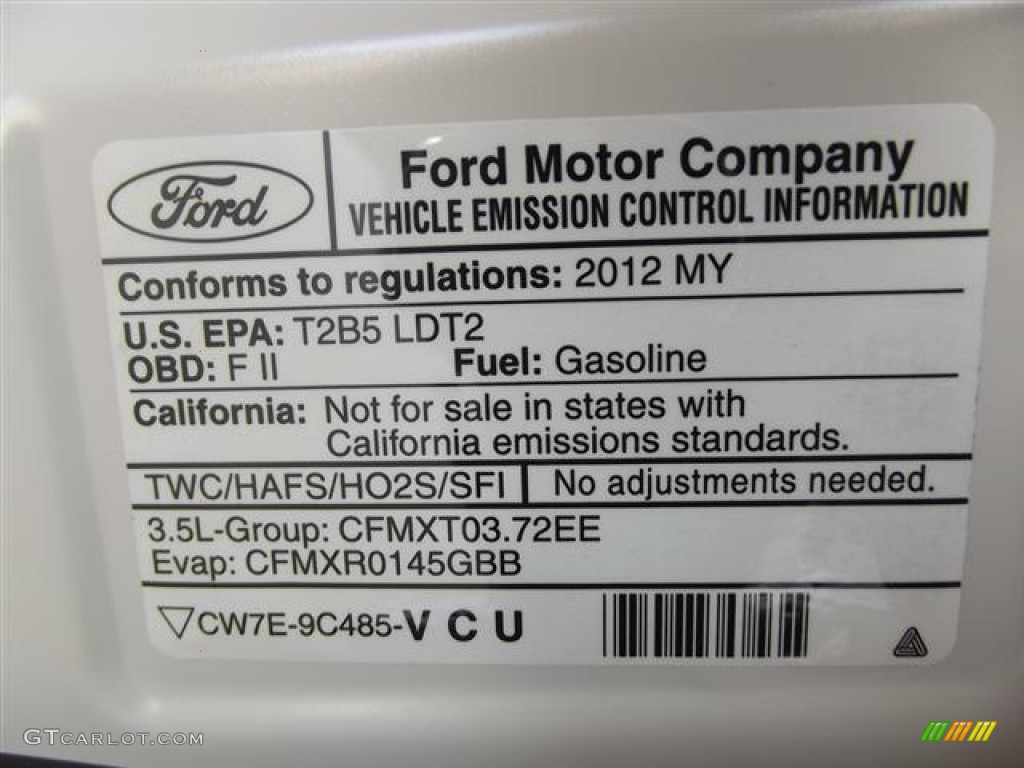 Ford
Ford Motor Company
VEHICLE EMISSION CONTROL INFORMATION
Conforms to regulations: 2012 MY
U.S. EPA: T2B5 LDT2
OBD: F II Fuel: Gasoline
California: Not for sale in states with
California emissions standards.
TWC/HAFS/HO2S/SFI No adjustments needed.
3.5L-Group: CFMXT03.72EE
Evap: CFMXR0145GBB
CW7E-9C485-V C U
GTCARLOT.COM